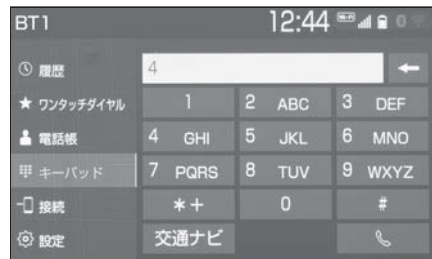 BT1 12:44
履歴 4
ワンタッチダイヤル 1 2 ABC 3 DEF
電話帳 4 GHI 5 JKL 6 MNO
キーパッド 7 PQRS 8 TUV 9 WXYZ
接続 *+ 0 #
設定 交通ナビ